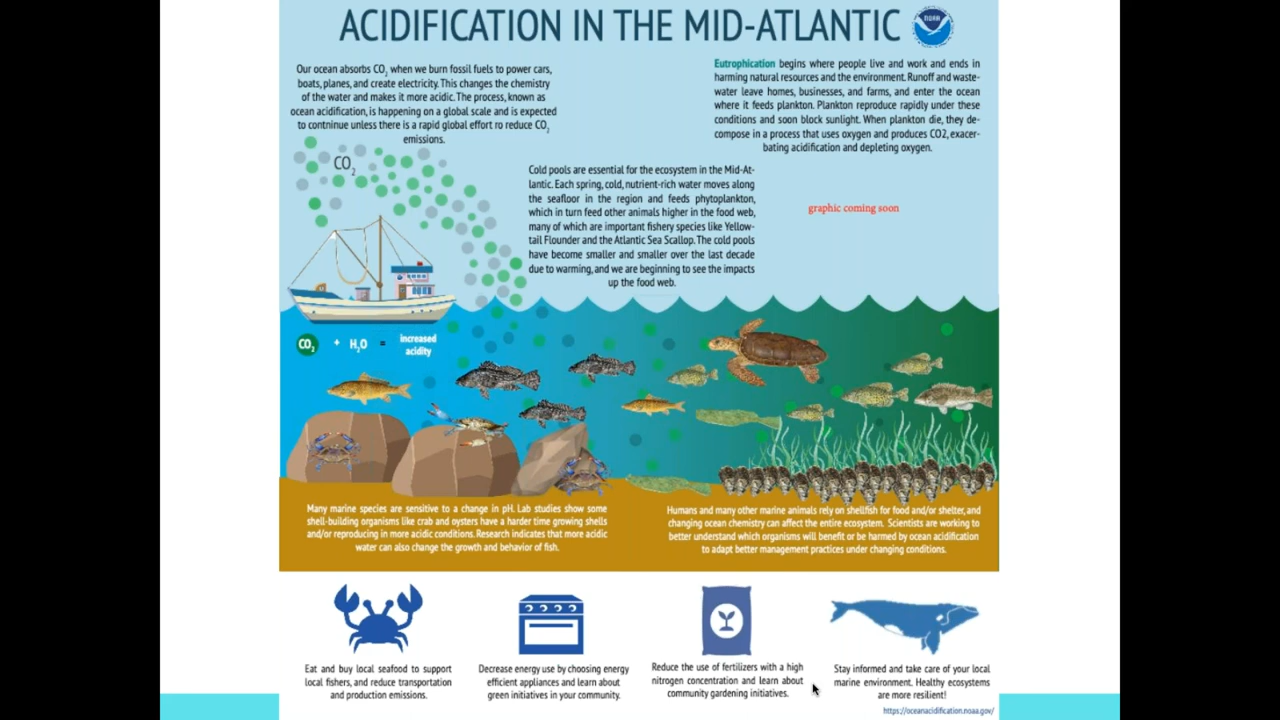 ACIDIFICATION IN THE MID-ATLANTIC
NOAA
Our ocean absorbs CO2 when we burn fossil fuels to power cars,
boats, planes, and create electricity. This changes the chemistry
of the water and makes it more acidic. The process, known as
ocean acidification, is happening on a global scale and is expected
to contninue unless there is a rapid global effort ro reduce CO2
emissions.
Eutrophication begins where people live and work and ends in
harming natural resources and the environment. Runoff and waste-
water leave homes, businesses, and farms, and enter the ocean
where it feeds plankton. Plankton reproduce rapidly under these
conditions and soon block sunlight. When plankton die, they de-
compose in a process that uses oxygen and produces CO2, exacer-
bating acidification and depleting oxygen.
CO2
Cold pools are essential for the ecosystem in the Mid-At-
lantic. Each spring, cold, nutrient-rich water moves along
the seafloor in the region and feeds phytoplankton,
which in turn feed other animals higher in the food web,
many of which are important fishery species like Yellow-
tail Flounder and the Atlantic Sea Scallop. The cold pools
have become smaller and smaller over the last decade
due to warming, and we are beginning to see the impacts
up the food web.
graphic coming soon
CO2 + H2O = increased
acidity
Many marine species are sensitive to a change in pH. Lab studies show some
shell-building organisms like crab and oysters have a harder time growing shells
and/or reproducing in more acidic conditions. Research indicates that more acidic
water can also change the growth and behavior of fish.
Humans and many other marine animals rely on shellfish for food and/or shelter, and
changing ocean chemistry can affect the entire ecosystem. Scientists are working to
better understand which organisms will benefit or be harmed by ocean acidification
to adapt better management practices under changing conditions.
Eat and buy local seafood to support
local fishers, and reduce transportation
and production emissions.
Decrease energy use by choosing energy
efficient appliances and learn about
green initiatives in your community.
Reduce the use of fertilizers with a high
nitrogen concentration and learn about
community gardening initiatives.
Stay informed and take care of your local
marine environment. Healthy ecosystems
are more resilient!
https://oceanacidification.noaa.gov/